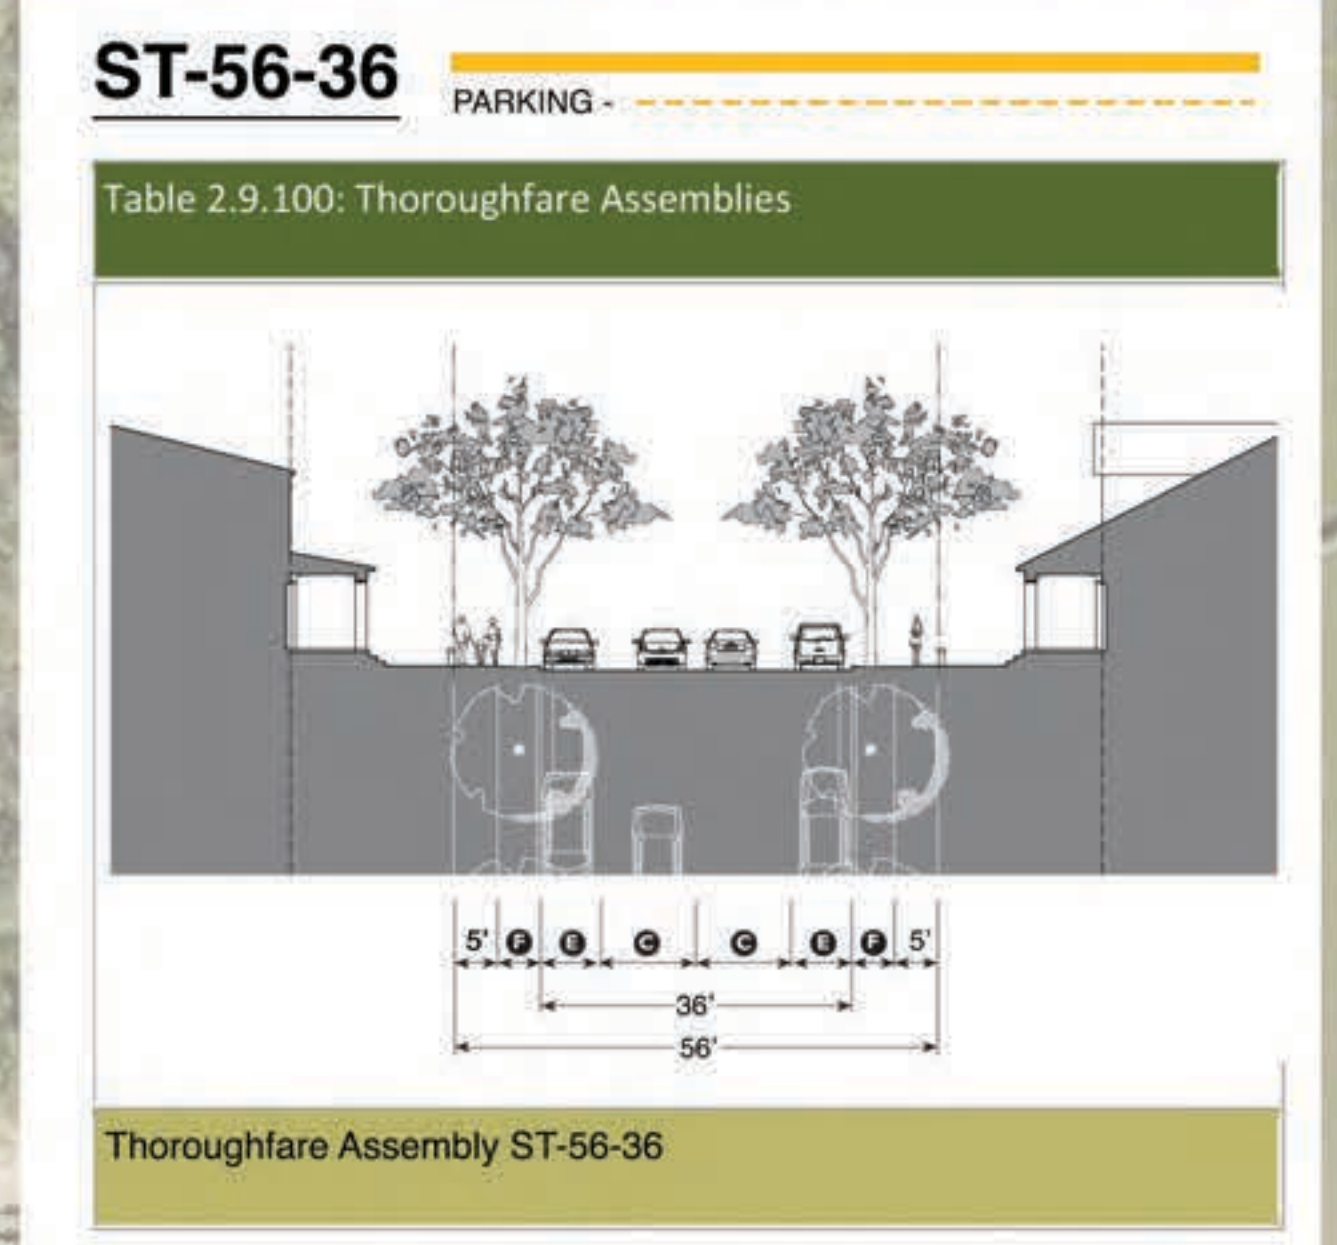 ST-56-36
PARKING -
Table 2.9.100: Thoroughfare Assemblies
5' F E C C E F 5'
36'
56'
Thoroughfare Assembly ST-56-36